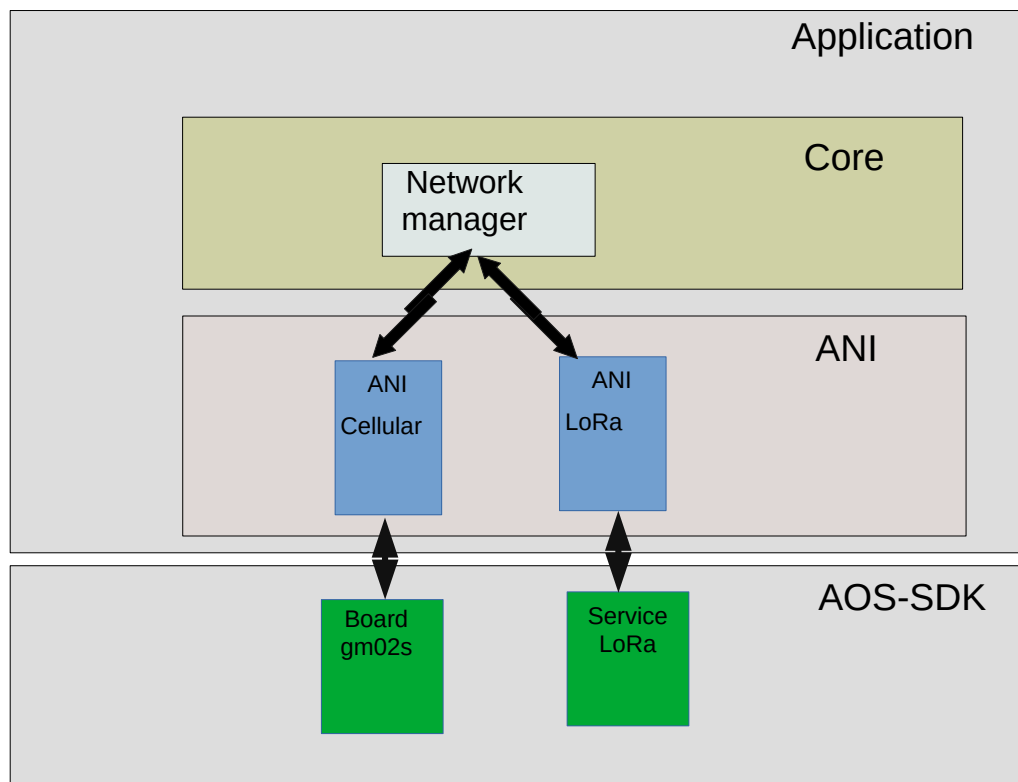 Application
Core
Network
manager
ANI
ANI
Cellular
ANI
LoRa
AOS-SDK
Board
gm02s
Service
LoRa